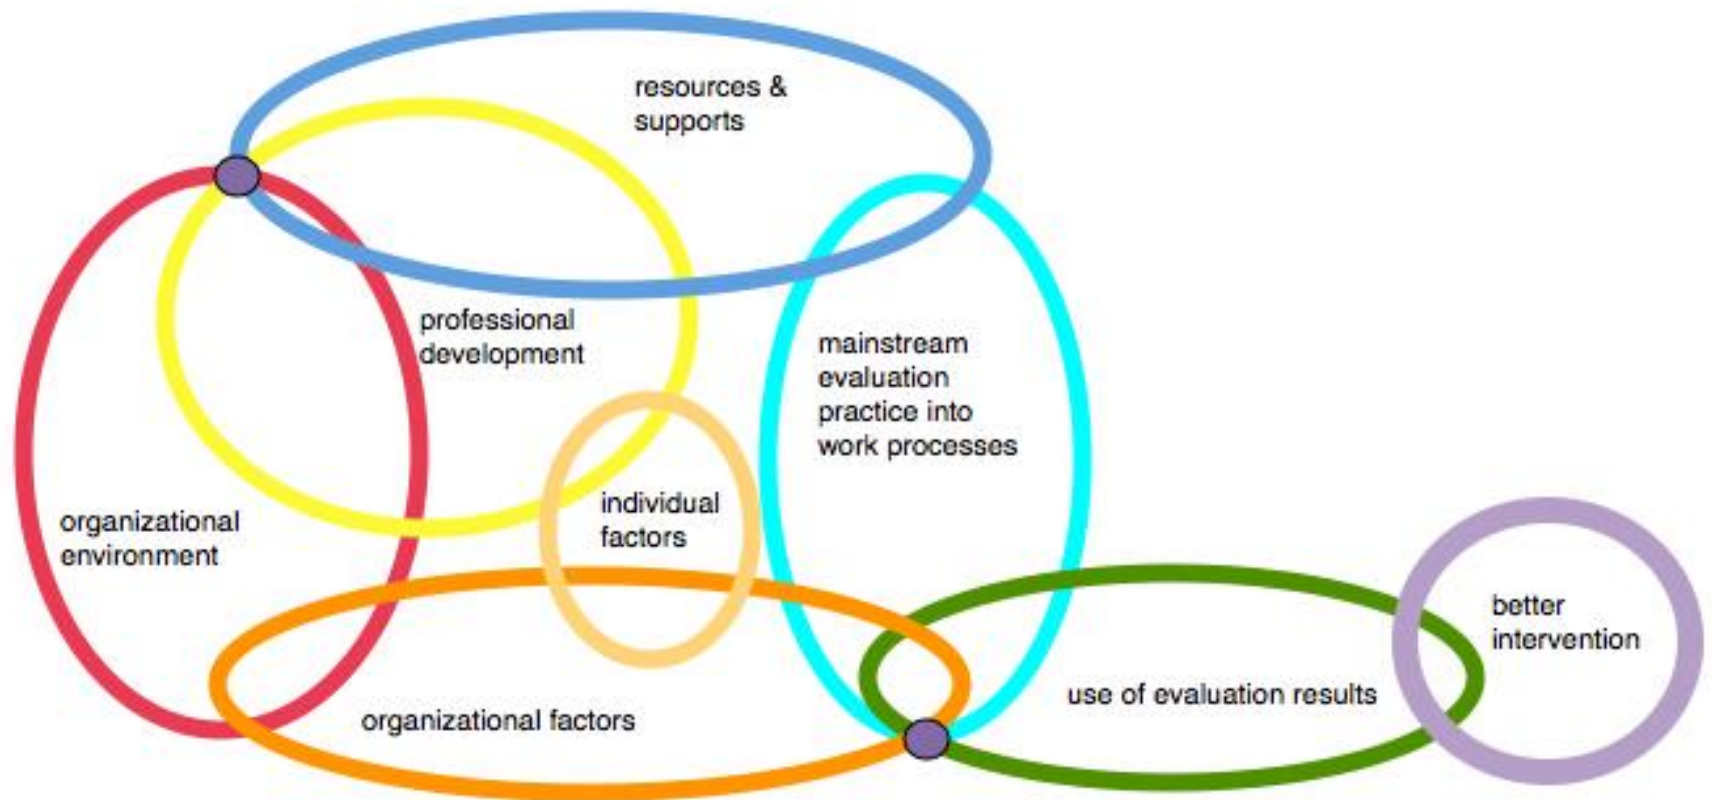 resources &
supports
professional
development
mainstream
evaluation
practice into
work processes
individual
factors
organizational
environment
better
intervention
use of evaluation results
organizational factors